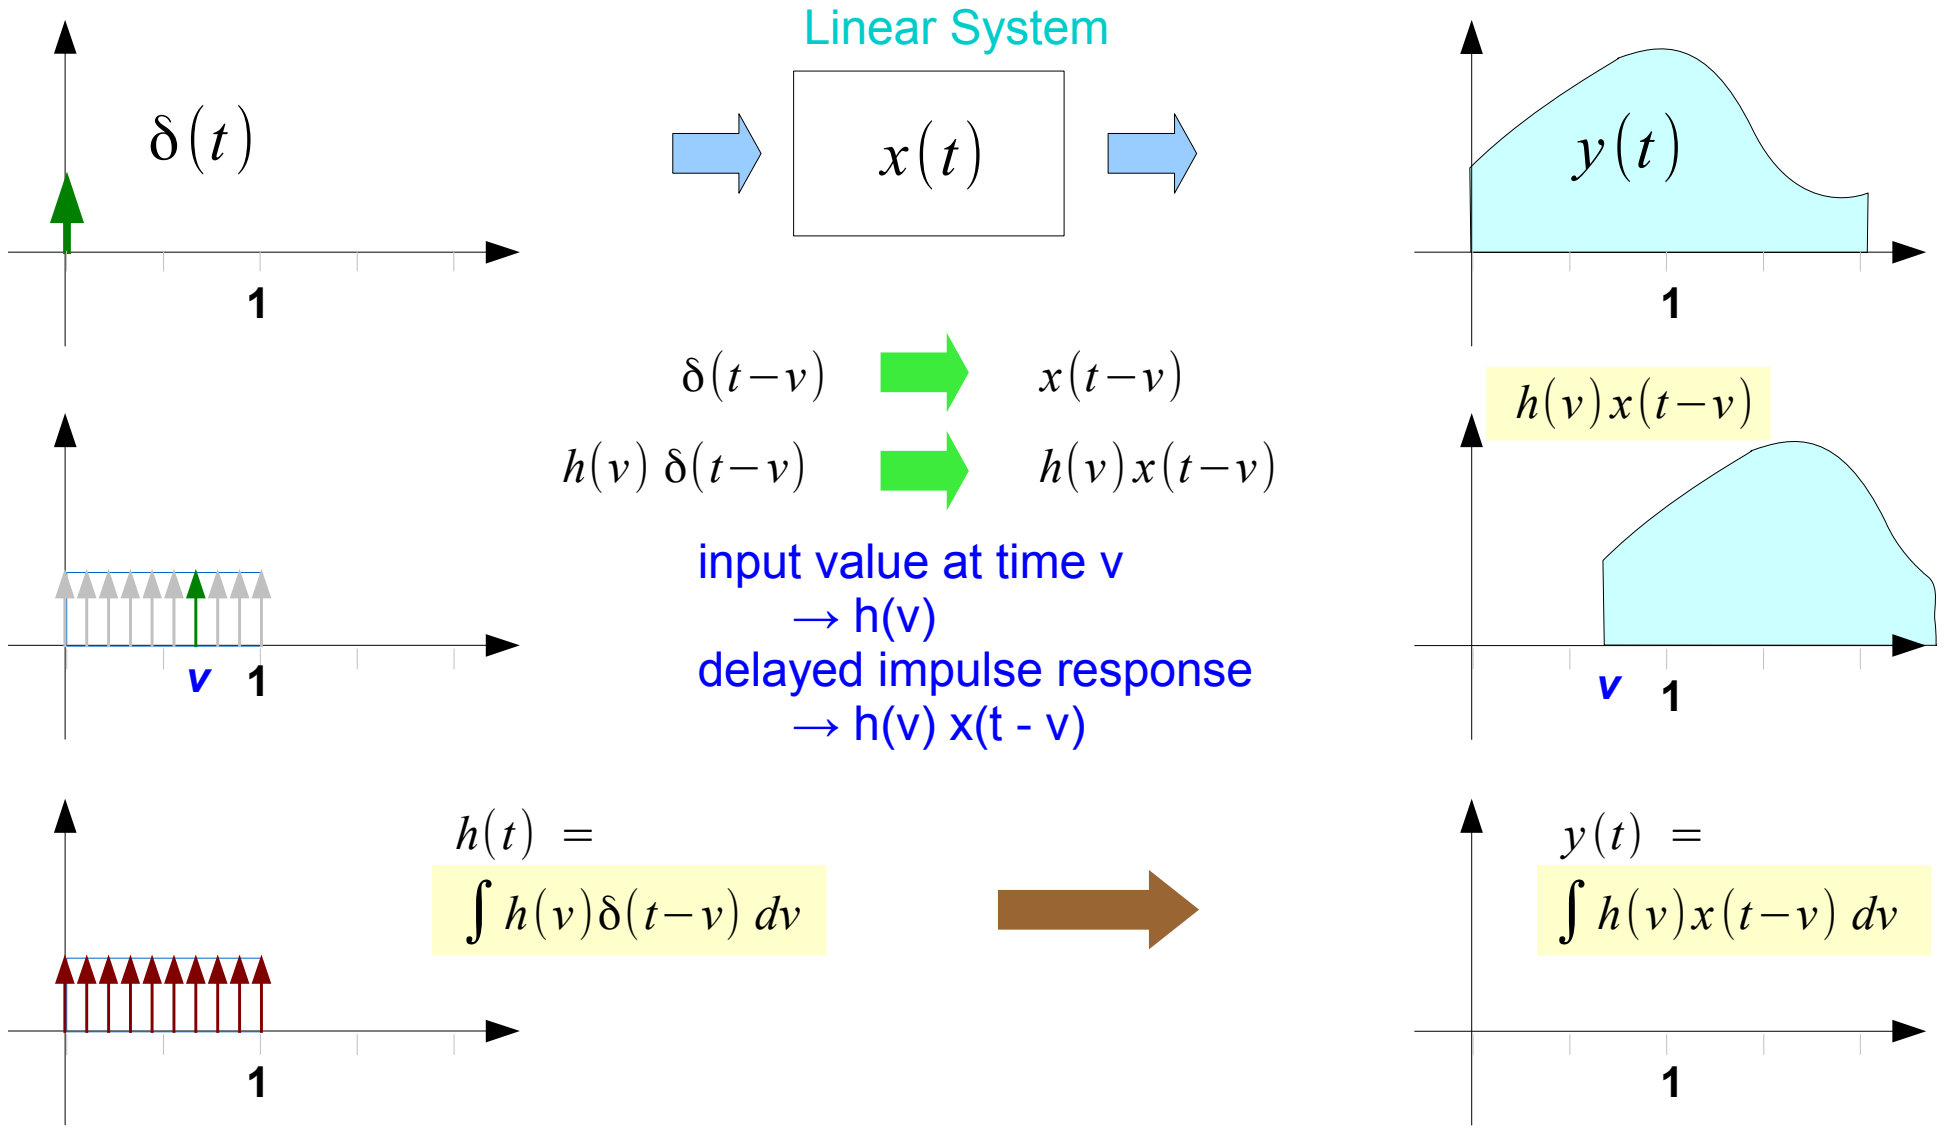 Linear System
δ(t)
x(t)
y(t)
1
1
δ(t−v)
x(t−v)
h(v)x(t−v)
h(v) δ(t−v)
h(v)x(t−v)
input value at time v
→ h(v)
delayed impulse response
→ h(v) x(t - v)
v 1
v 1
h(t) =
∫ h(v)δ(t−v) dv
y(t) =
∫ h(v)x(t−v) dv
1
1